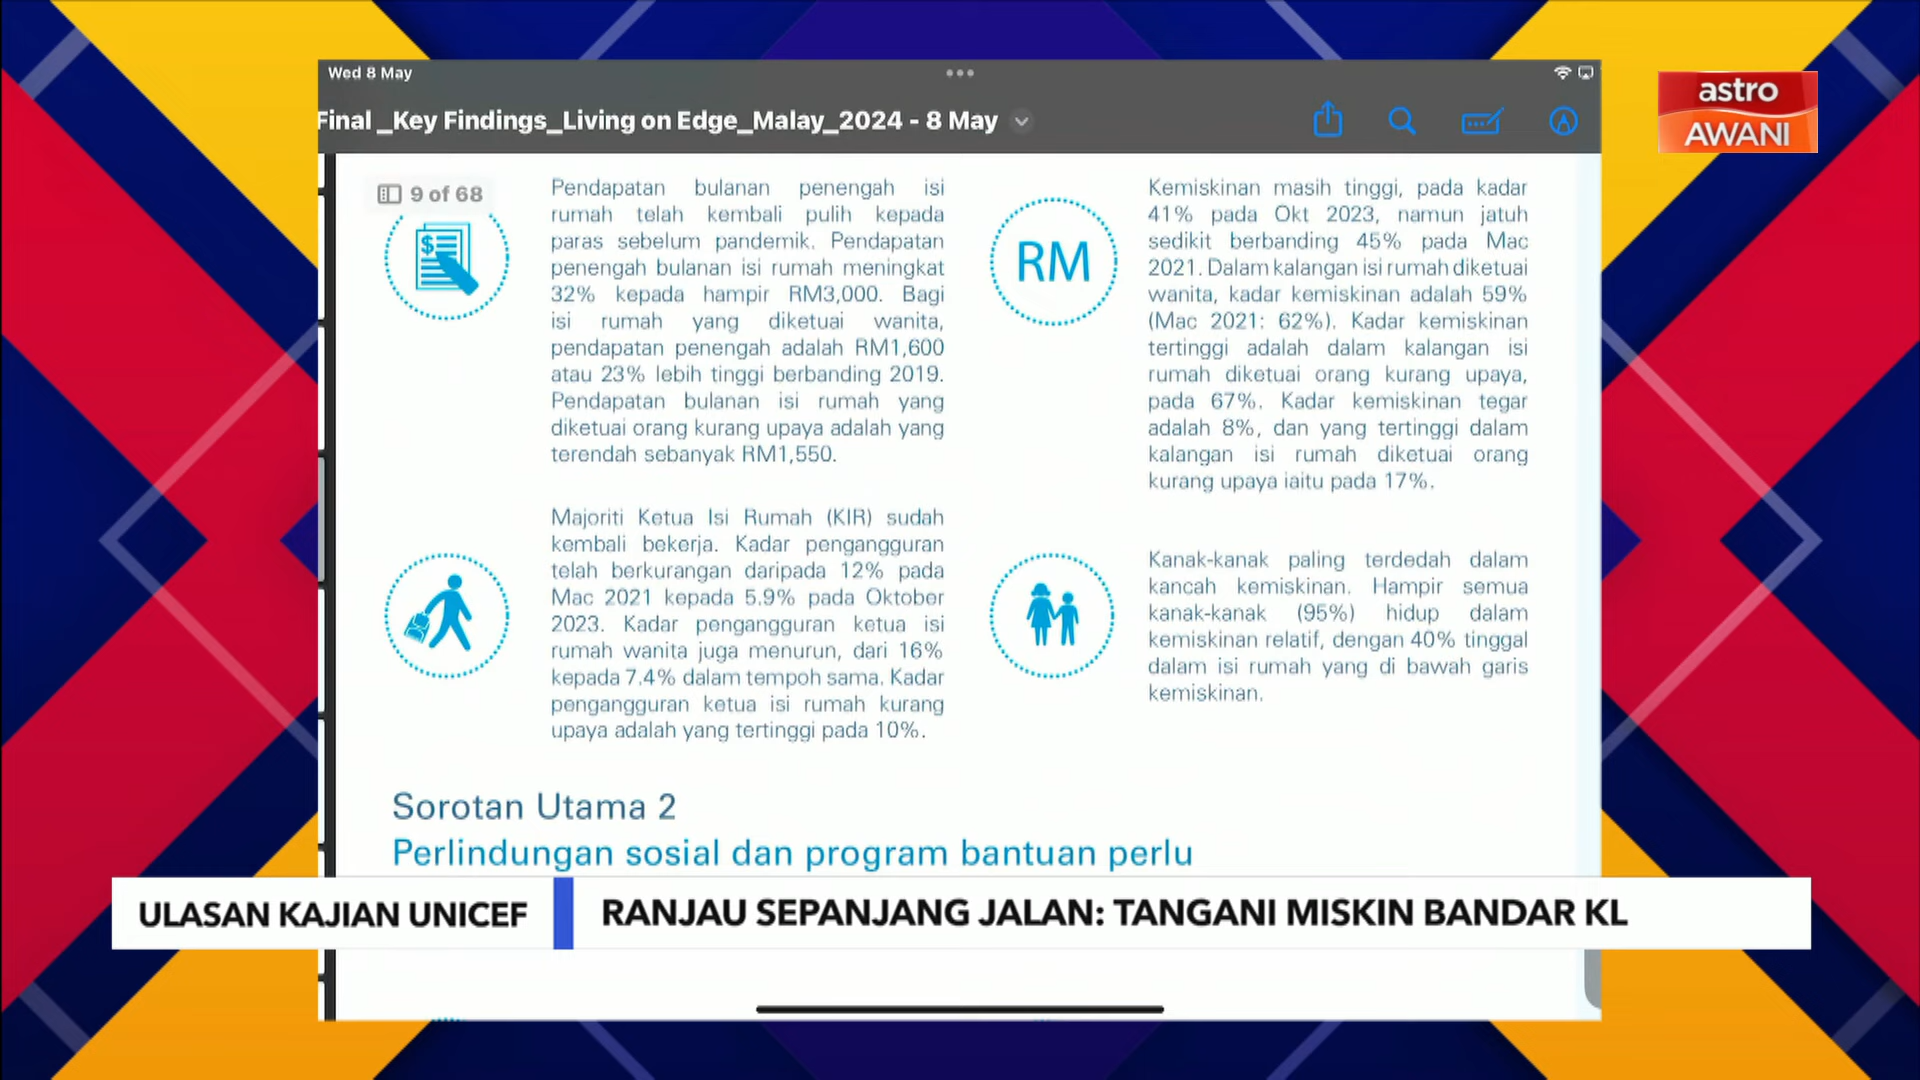 Wed 8 May
Final _Key Findings_Living on Edge_Malay_2024 - 8 May
astro
AWANI
9 of 68
Pendapatan bulanan penengah isi
rumah telah kembali pulih kepada
paras sebelum pandemik. Pendapatan
penengah bulanan isi rumah meningkat
32% kepada hampir RM3,000. Bagi
isi rumah yang diketuai wanita,
pendapatan penengah adalah RM1,600
atau 23% lebih tinggi berbanding 2019.
Pendapatan bulanan isi rumah yang
diketuai orang kurang upaya adalah yang
terendah sebanyak RM1,550.
RM
Kemiskinan masih tinggi, pada kadar
41% pada Okt 2023, namun jatuh
sedikit berbanding 45% pada Mac
2021. Dalam kalangan isi rumah diketuai
wanita, kadar kemiskinan adalah 59%
(Mac 2021: 62%). Kadar kemiskinan
tertinggi adalah dalam kalangan isi
rumah diketuai orang kurang upaya,
pada 67%. Kadar kemiskinan tegar
adalah 8%, dan yang tertinggi dalam
kalangan isi rumah diketuai orang
kurang upaya iaitu pada 17%.
Majoriti Ketua Isi Rumah (KIR) sudah
kembali bekerja. Kadar pengangguran
telah berkurangan daripada 12% pada
Mac 2021 kepada 5.9% pada Oktober
2023. Kadar pengangguran ketua isi
rumah wanita juga menurun, dari 16%
kepada 7.4% dalam tempoh sama. Kadar
pengangguran ketua isi rumah kurang
upaya adalah yang tertinggi pada 10%.
Kanak-kanak paling terdedah dalam
kancah kemiskinan. Hampir semua
kanak-kanak (95%) hidup dalam
kemiskinan relatif, dengan 40% tinggal
dalam isi rumah yang di bawah garis
kemiskinan.
Sorotan Utama 2
Perlindungan sosial dan program bantuan perlu
ULASAN KAJIAN UNICEF
RANJAU SEPANJANG JALAN: TANGANI MISKIN BANDAR KL